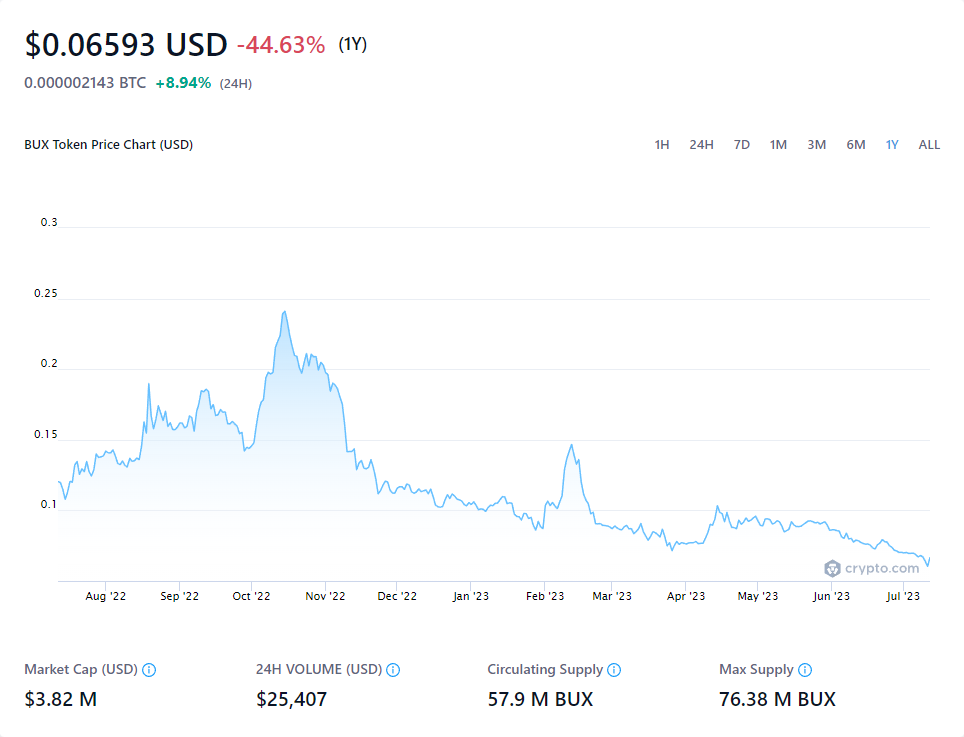 $0.06593 USD -44.63% (1Y)
0.000002143 BTC +8.94% (24H)
BUX Token Price Chart (USD)
1H 24H 7D 1M 3M 6M 1Y ALL
0.3
0.25
0.2
0.15
0.1
crypto.com
Aug '22 Sep '22 Oct '22 Nov '22 Dec '22 Jan '23 Feb '23 Mar '23 Apr '23 May '23 Jun '23 Jul '23
Market Cap (USD) 24H VOLUME (USD) Circulating Supply Max Supply
$3.82 M $25,407 57.9 M BUX 76.38 M BUX